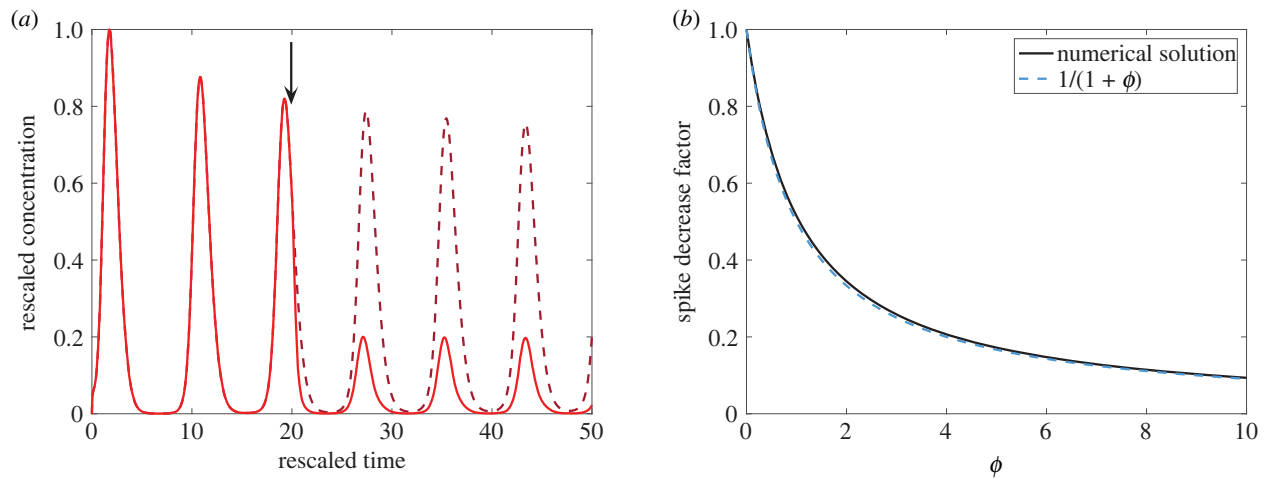 (a)
1.0
0.8
0.6
0.4
0.2
0
0 10 20 30 40 50
rescaled concentration
rescaled time
(b)
1.0
0.8
0.6
0.4
0.2
0
0 2 4 6 8 10
spike decrease factor
ϕ
numerical solution
1/(1 + ϕ)